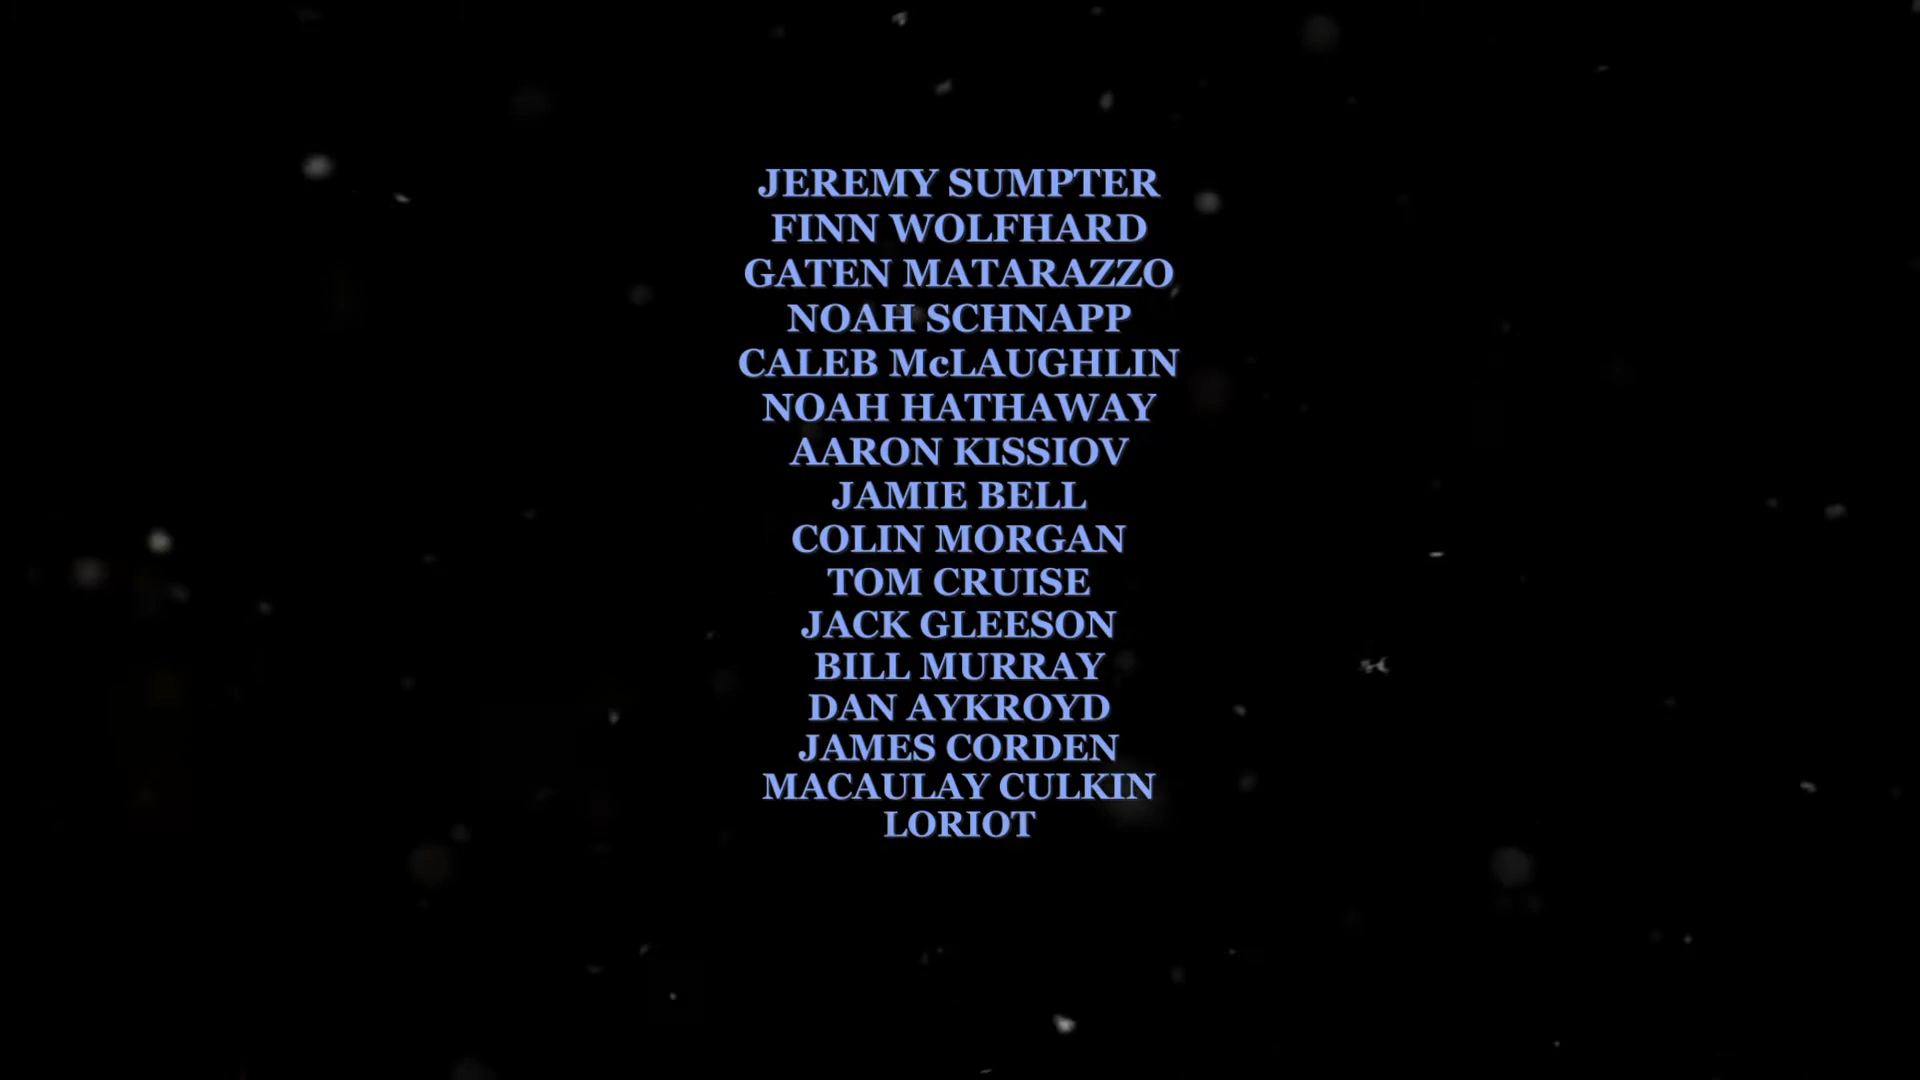 JEREMY SUMPTER
FINN WOLFHARD
GATEN MATARAZZO
NOAH SCHNAPP
CALEB McLAUGHLIN
NOAH HATHAWAY
AARON KISSIOV
JAMIE BELL
COLIN MORGAN
TOM CRUISE
JACK GLEESON
BILL MURRAY
DAN AYKROYD
JAMES CORDEN
MACAULAY CULKIN
LORIOT